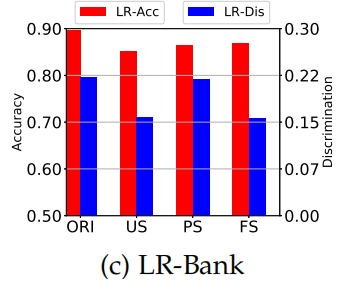 LR-Acc LR-Dis
0.90 0.30
0.80 0.22
0.70 0.15
0.60 0.07
0.50 0.00
Accuracy
Discrimination
ORI US PS FS
(c) LR-Bank